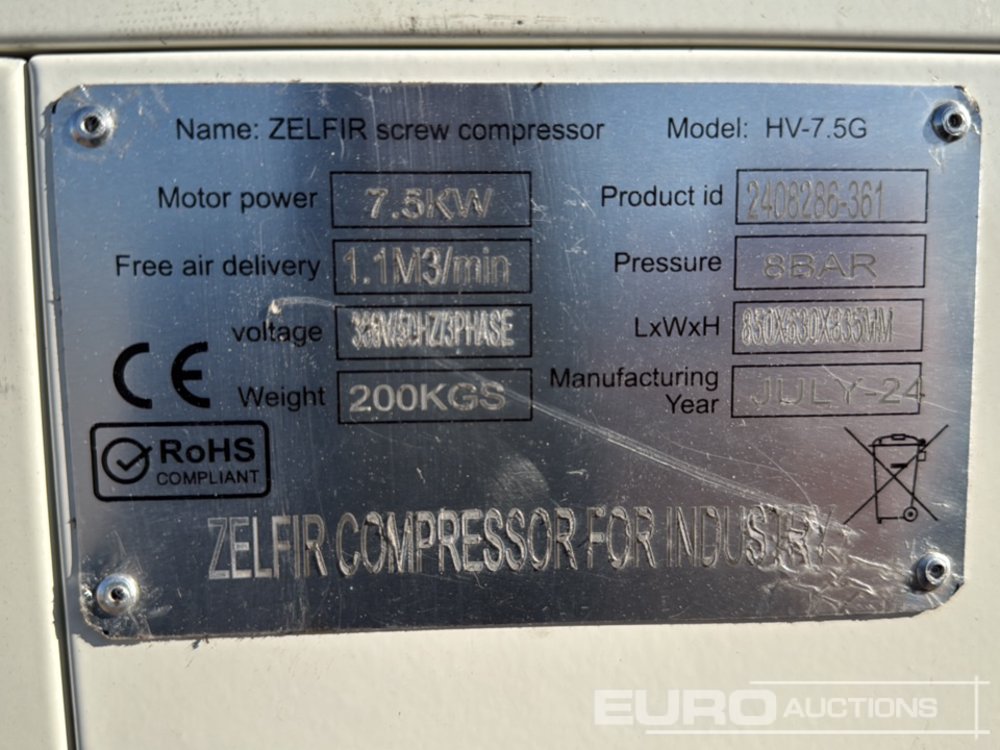 Name: ZELFIR screw compressor Model: HV-7.5G
Motor power 7.5KW Product id 2408286-361
Free air delivery 1.1M3/min Pressure 8BAR
voltage LxWxH 850X630X835MM
Weight 200KGS Manufacturing Year JULY-24
CE
RoHS
COMPLIANT
ZELFIR COMPRESSOR FOR INDUSTRY
EURO AUCTIONS